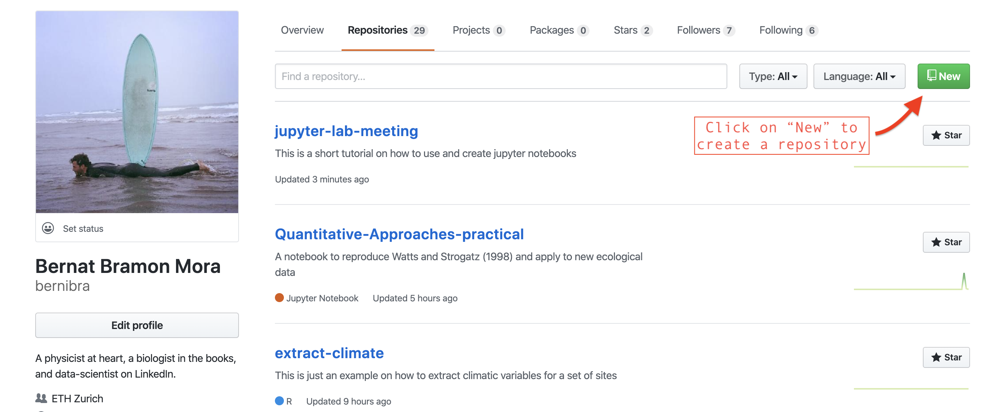 Overview Repositories 29 Projects 0 Packages 0 Stars 2 Followers 7 Following 6
Find a repository... Type: All Language: All New
Click on “New” to
create a repository
jupyter-lab-meeting
Star
This is a short tutorial on how to use and create jupyter notebooks
Updated 3 minutes ago
Quantitative-Approaches-practical
Star
A notebook to reproduce Watts and Strogatz (1998) and apply to new ecological
data
Jupyter Notebook Updated 5 hours ago
extract-climate
Star
This is just an example on how to extract climatic variables for a set of sites
R Updated 9 hours ago
Set status
Bernat Bramon Mora
bernibra
Edit profile
A physicist at heart, a biologist in the books,
and data-scientist on LinkedIn.
ETH Zurich